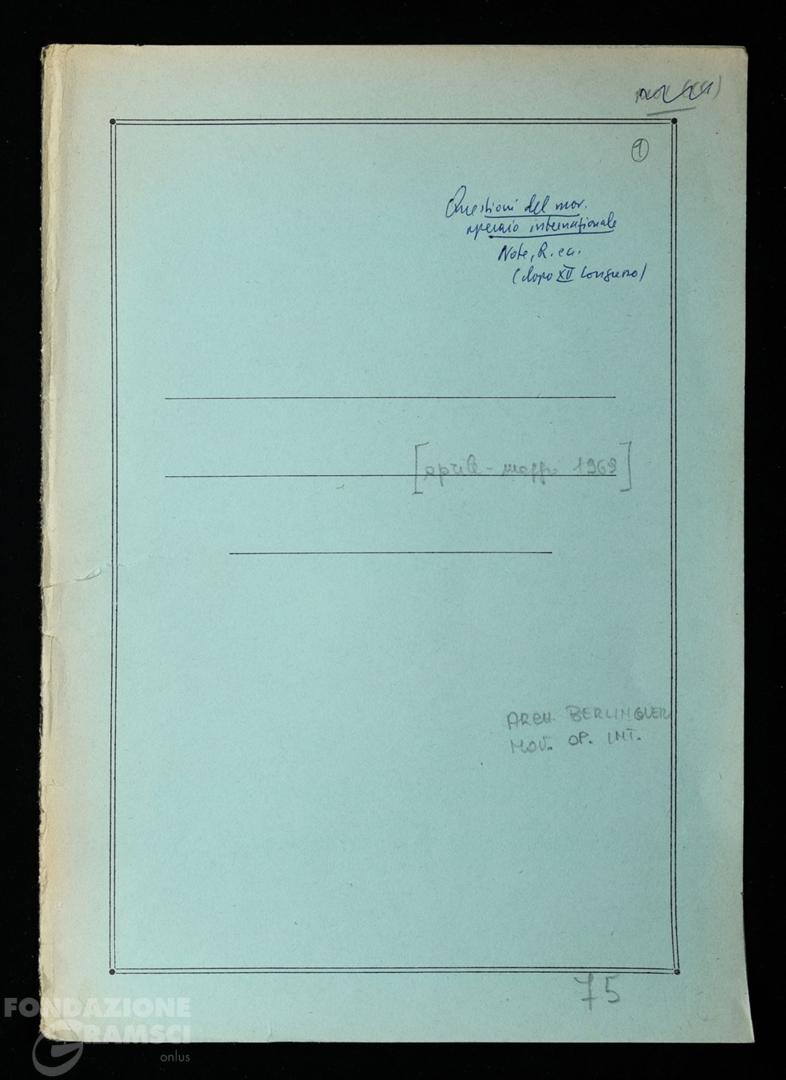 1
Questioni del mov.
operaio internazionale
Note, R. ecc.
(dopo XII Congresso)
[aprile - maggio 1969]
ARCH. BERLINGUER
MOV. OP. INT.
75
FONDAZIONE
GRAMSCI
onlus